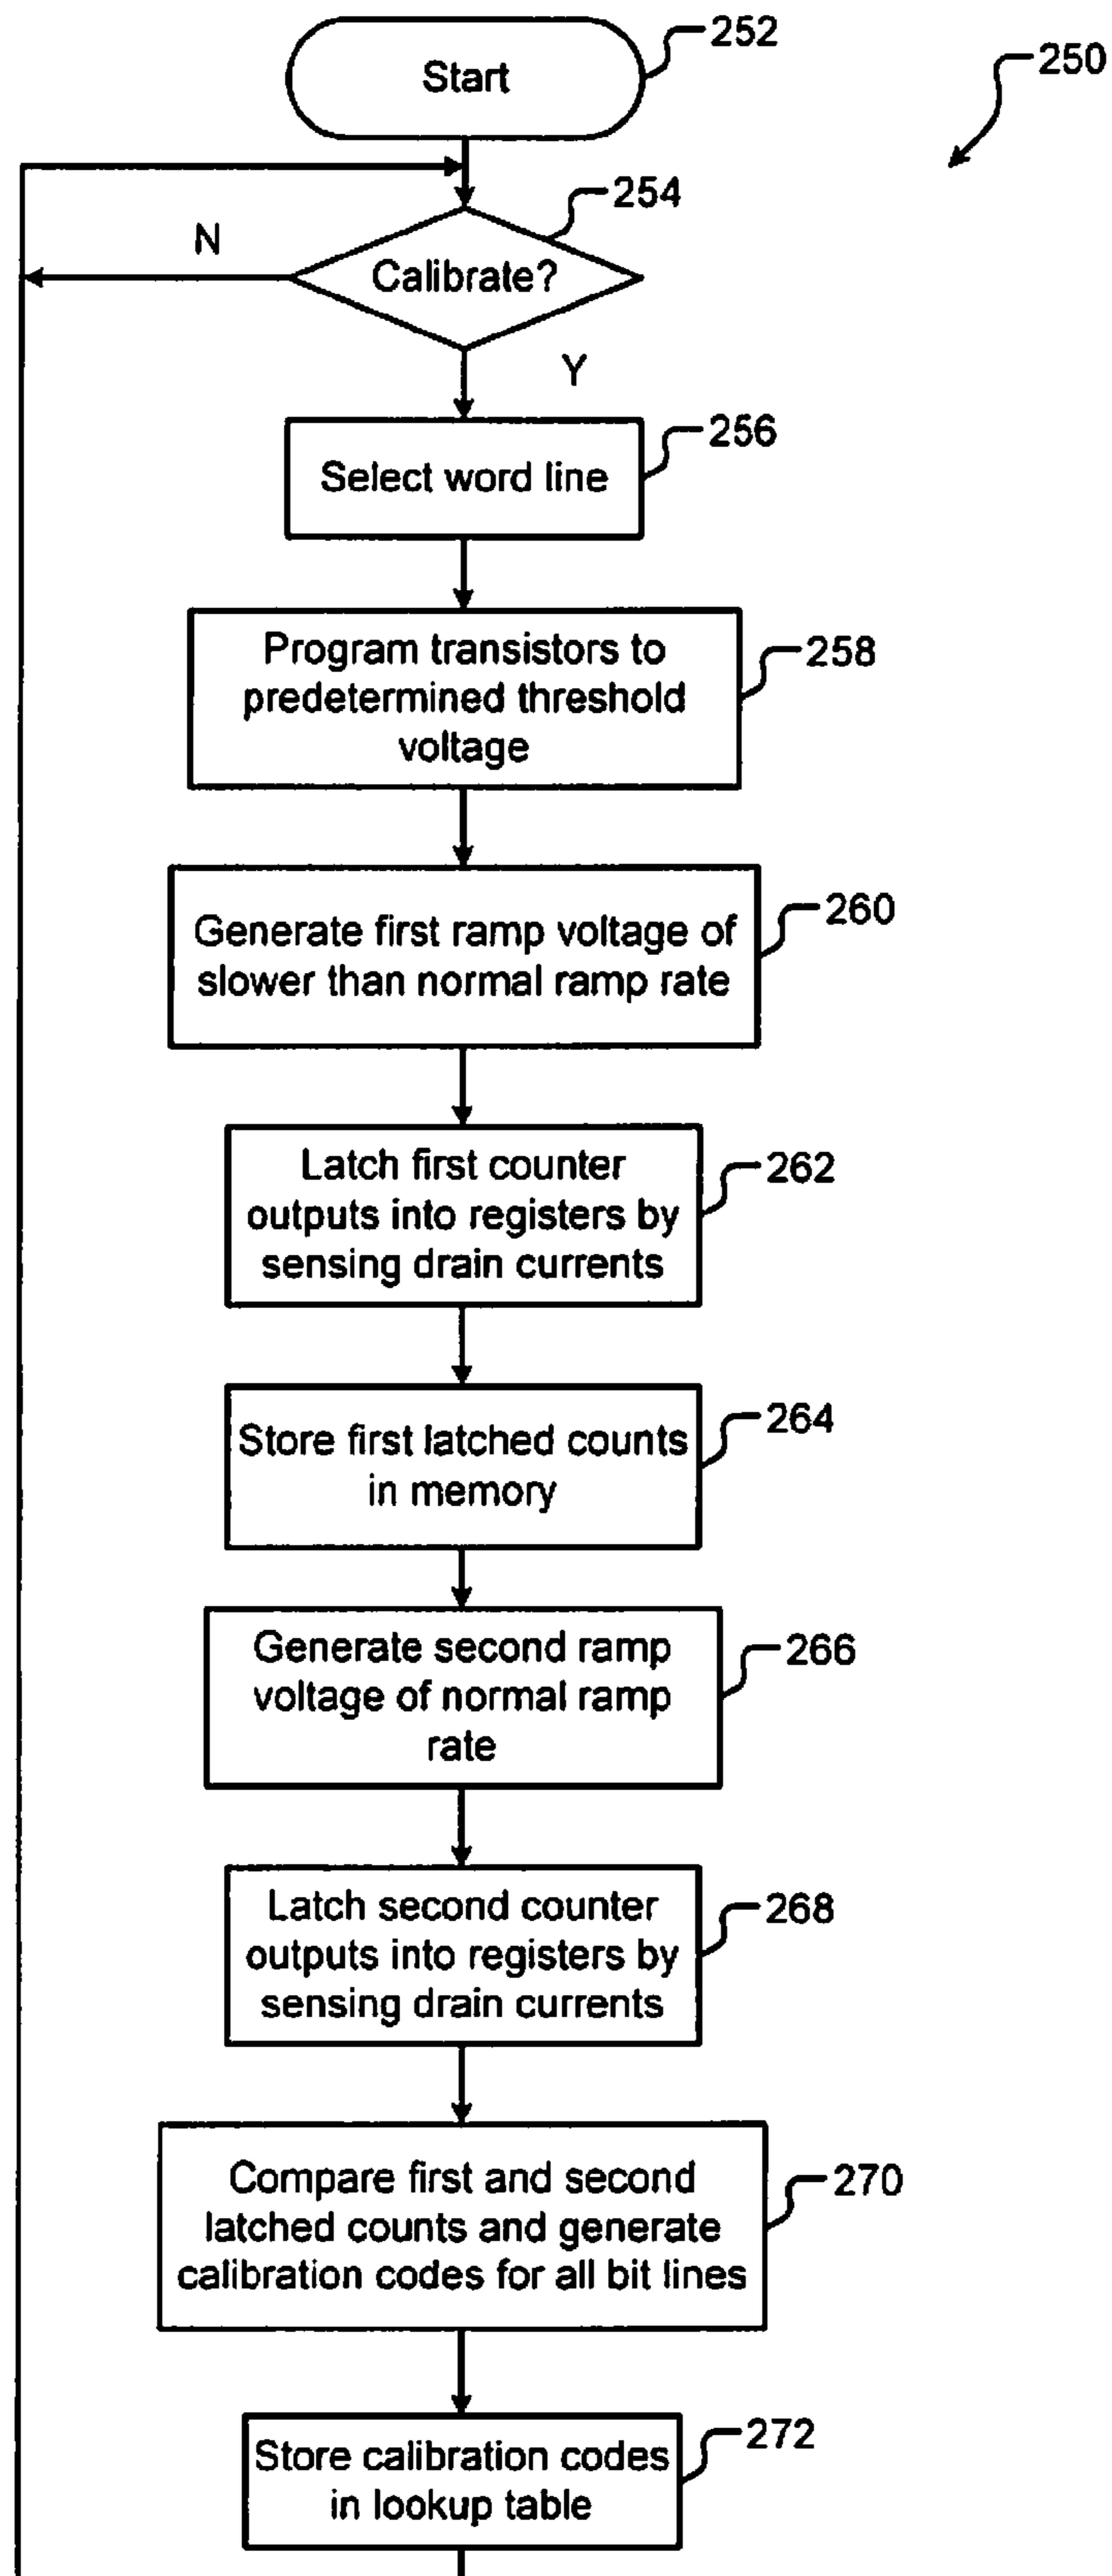 252
Start
250
254
N
Calibrate?
Y
256
Select word line
258
Program transistors to
predetermined threshold
voltage
260
Generate first ramp voltage of
slower than normal ramp rate
262
Latch first counter
outputs into registers by
sensing drain currents
264
Store first latched counts
in memory
266
Generate second ramp
voltage of normal ramp
rate
268
Latch second counter
outputs into registers by
sensing drain currents
270
Compare first and second
latched counts and generate
calibration codes for all bit lines
272
Store calibration codes
in lookup table